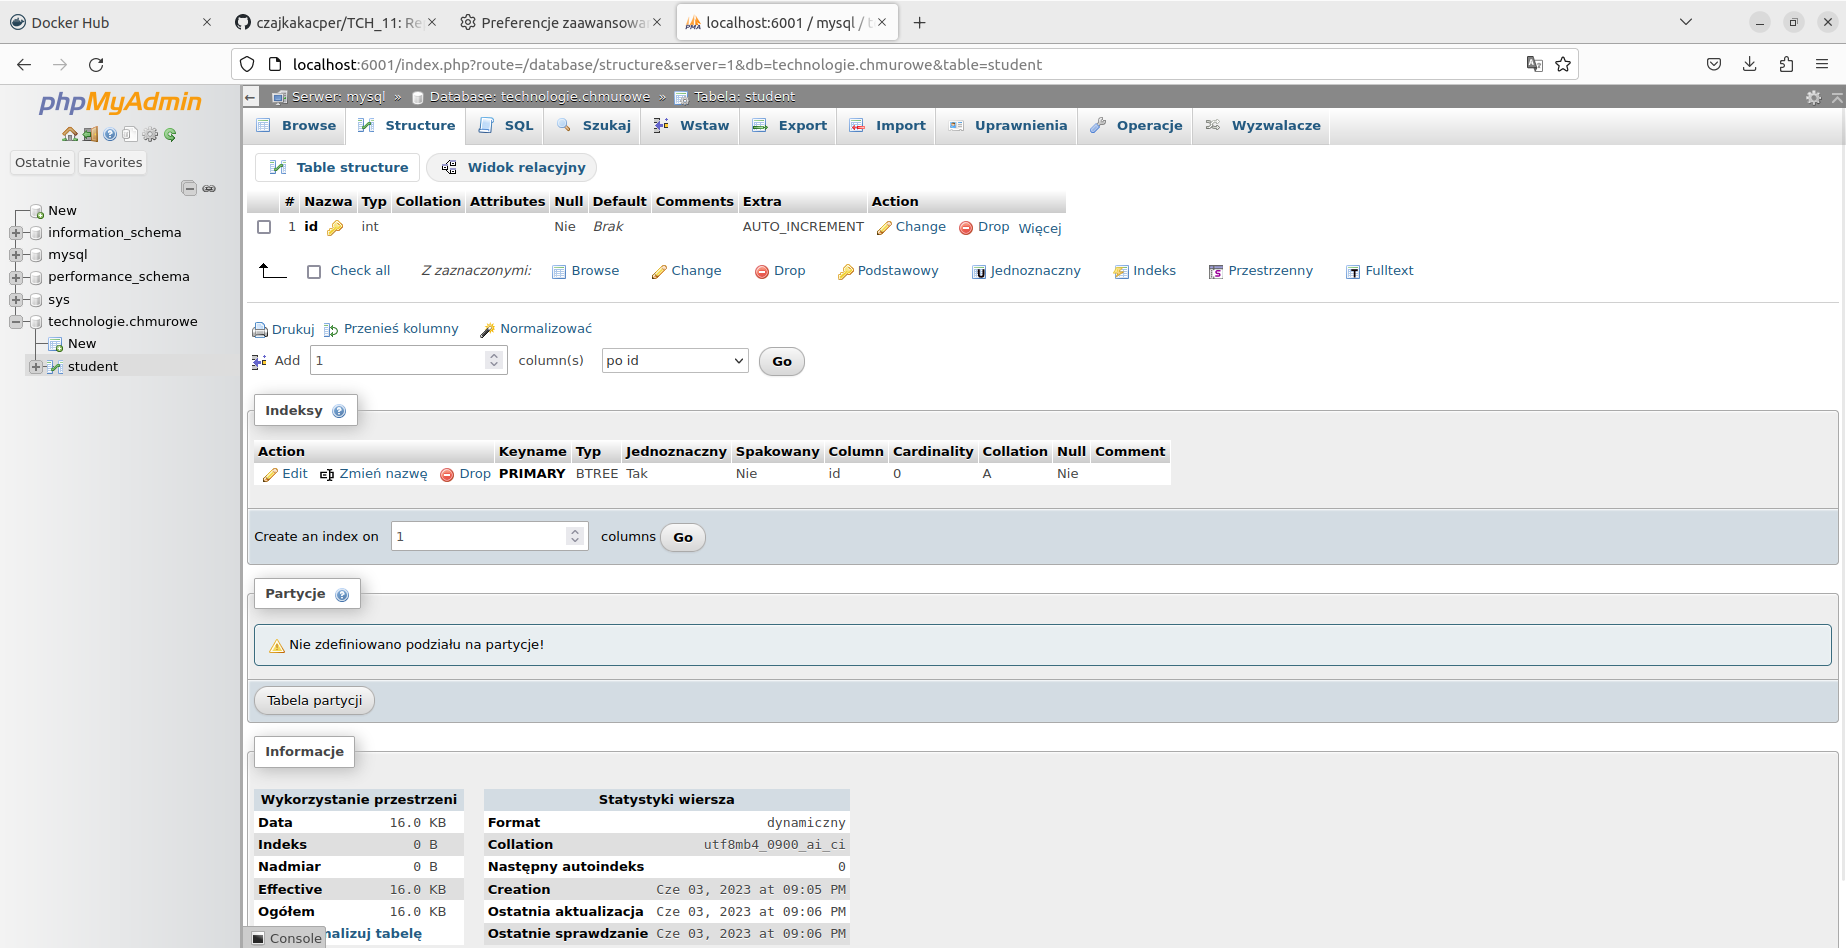 Docker Hub
czajkakacper/TCH_11: Re
Preferencje zaawansowa
localhost:6001 / mysql / t
localhost:6001/index.php?route=/database/structure&server=1&db=technologie.chmurowe&table=student
phpMyAdmin
Ostatnie Favorites
New
information_schema
mysql
performance_schema
sys
technologie.chmurowe
New
student
Serwer: mysql » Database: technologie.chmurowe » Tabela: student
Browse Structure SQL Szukaj Wstaw Export Import Uprawnienia Operacje Wyzwalacze
Table structure Widok relacyjny
# Nazwa Typ Collation Attributes Null Default Comments Extra Action
1 id int Nie Brak AUTO_INCREMENT Change Drop Więcej
Check all Z zaznaczonymi: Browse Change Drop Podstawowy Jednoznaczny Indeks Przestrzenny Fulltext
Drukuj Przenieś kolumny Normalizować
Add 1 column(s) po id Go
Indeksy
Action Keyname Typ Jednoznaczny Spakowany Column Cardinality Collation Null Comment
Edit Zmień nazwę Drop PRIMARY BTREE Tak Nie id 0 A Nie
Create an index on 1 columns Go
Partycje
Nie zdefiniowano podziału na partycje!
Tabela partycji
Informacje
Wykorzystanie przestrzeni
Data 16.0 KB
Indeks 0 B
Nadmiar 0 B
Effective 16.0 KB
Ogółem 16.0 KB
nalizuj tabelę
Statystyki wiersza
Format dynamiczny
Collation utf8mb4_0900_ai_ci
Następny autoindeks 0
Creation Cze 03, 2023 at 09:05 PM
Ostatnia aktualizacja Cze 03, 2023 at 09:06 PM
Ostatnie sprawdzanie Cze 03, 2023 at 09:06 PM
Console